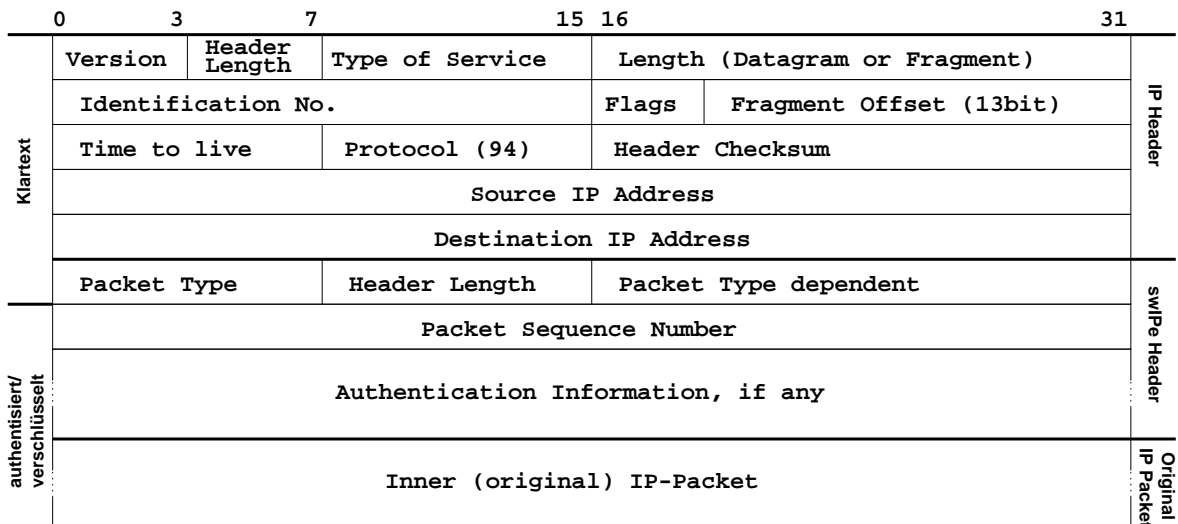 0 3 7 15 16 31
Version Header Length Type of Service Length (Datagram or Fragment)
Identification No. Flags Fragment Offset (13bit)
Time to live Protocol (94) Header Checksum
Source IP Address
Destination IP Address
Packet Type Header Length Packet Type dependent
Packet Sequence Number
Authentication Information, if any
Inner (original) IP-Packet
Klartext
authentisiert/
verschlüsselt
IP Header
swIPe Header
Original
IP Packet